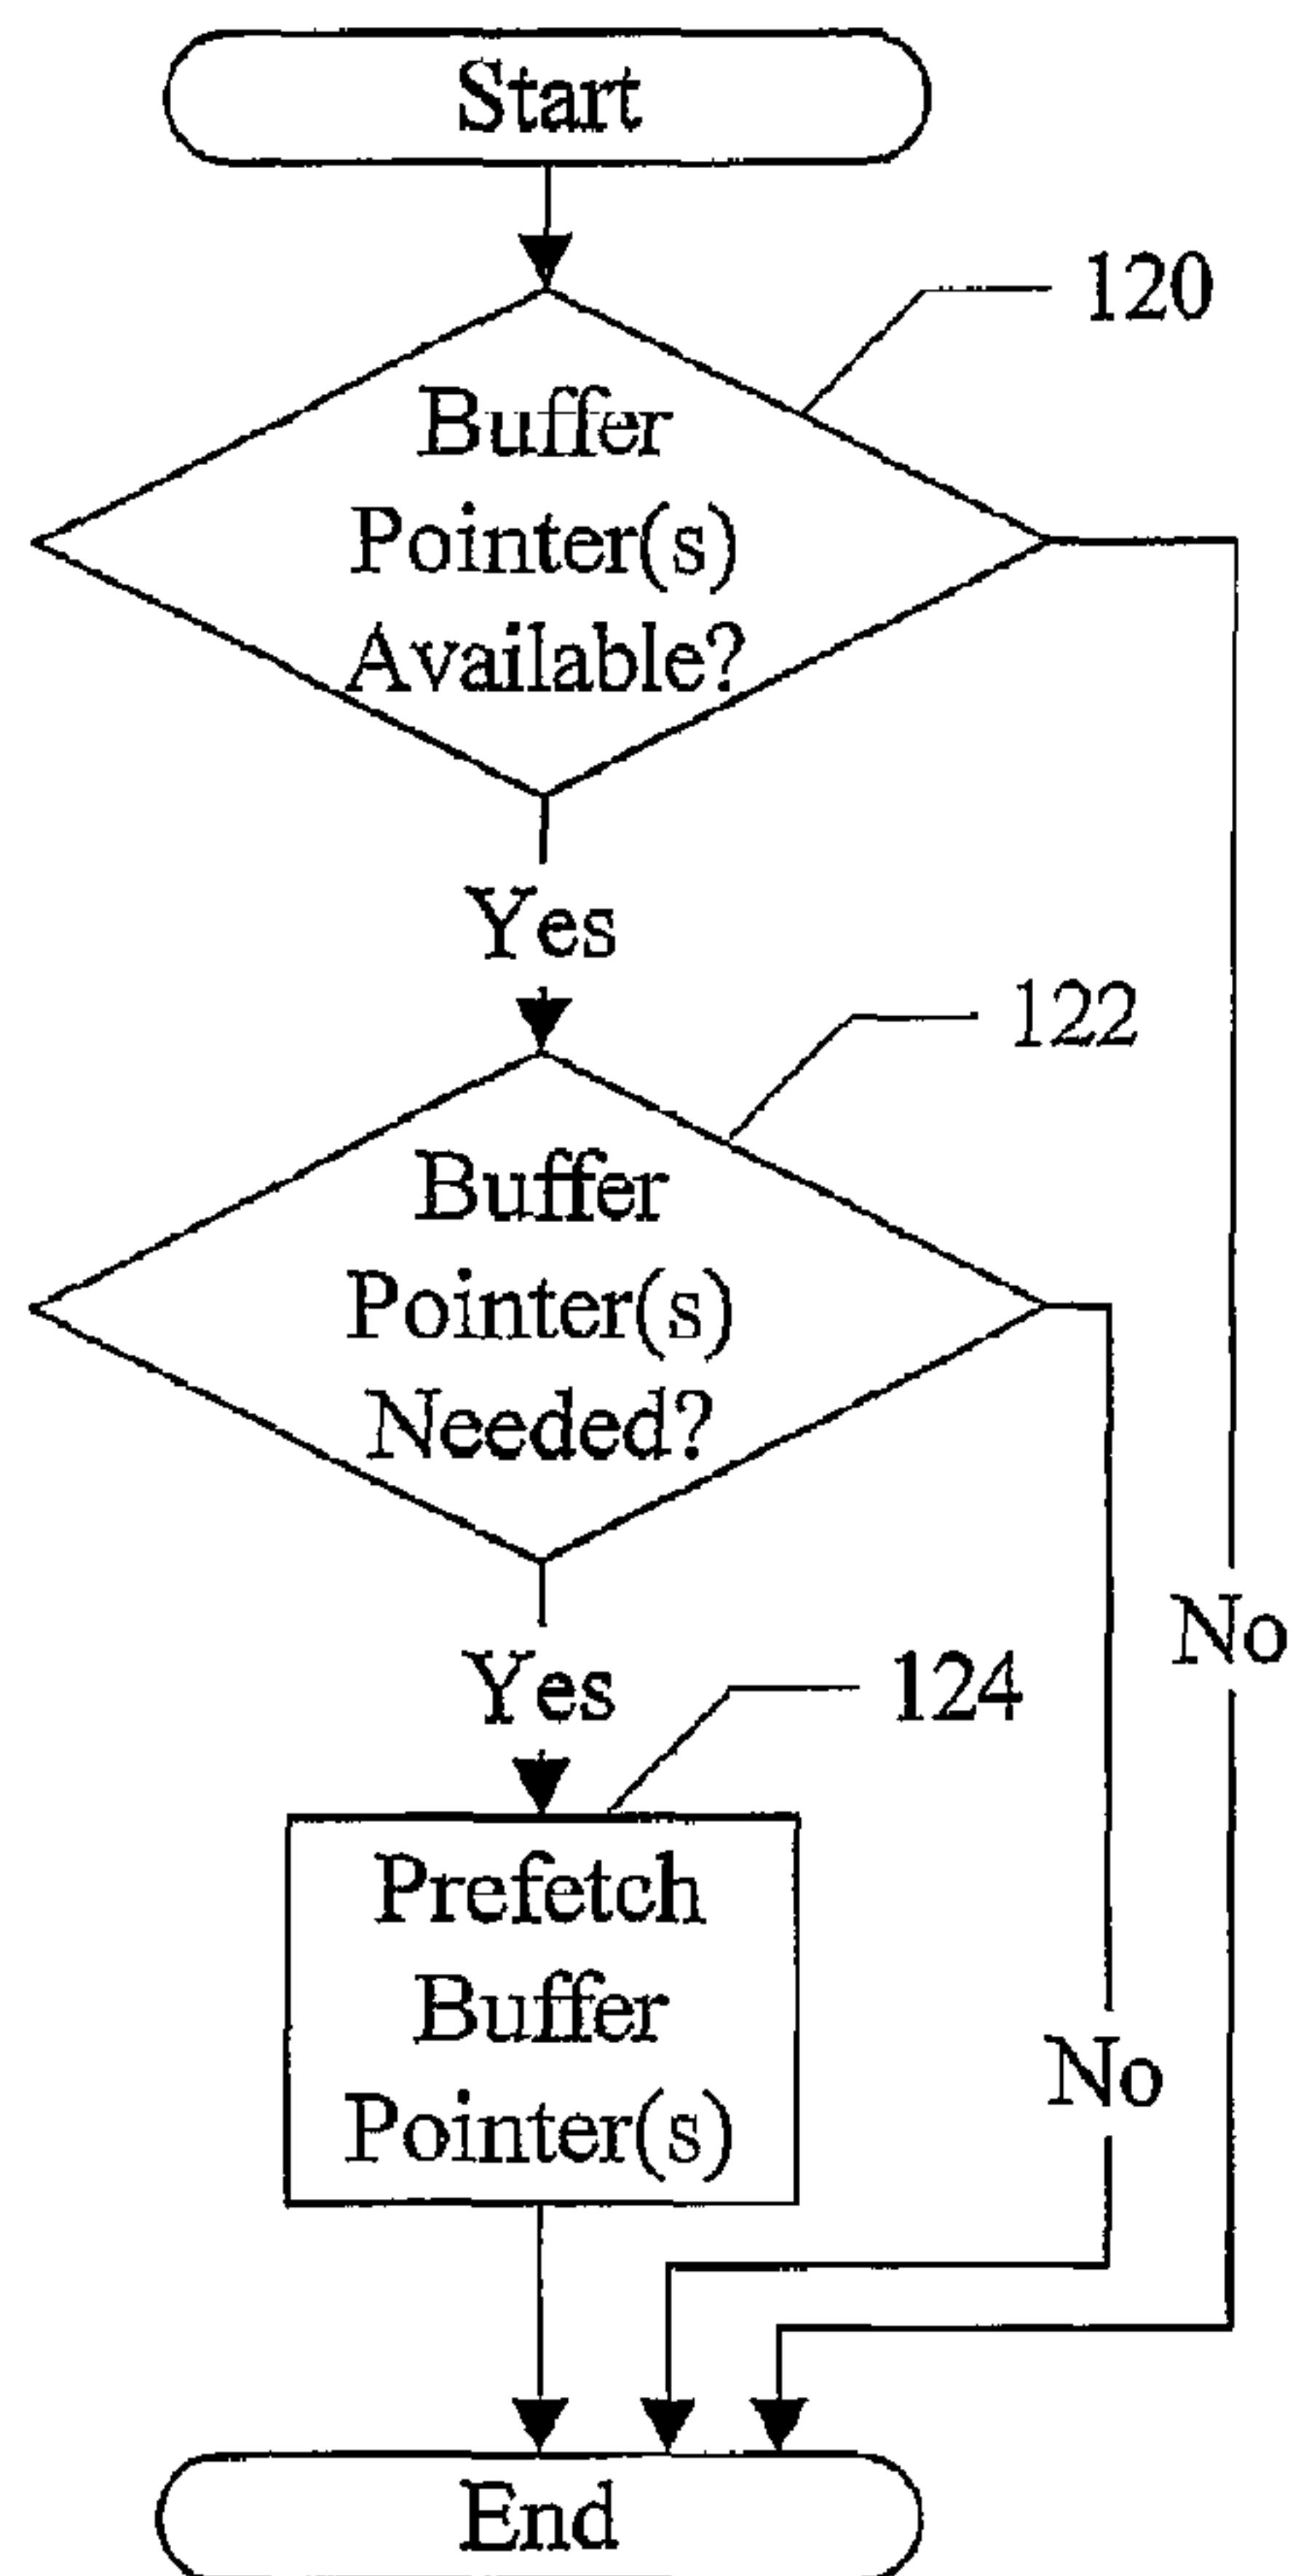 Start
120
Buffer
Pointer(s)
Available?
Yes
122
Buffer
Pointer(s)
Needed?
No
Yes
124
Prefetch
Buffer
Pointer(s)
No
End